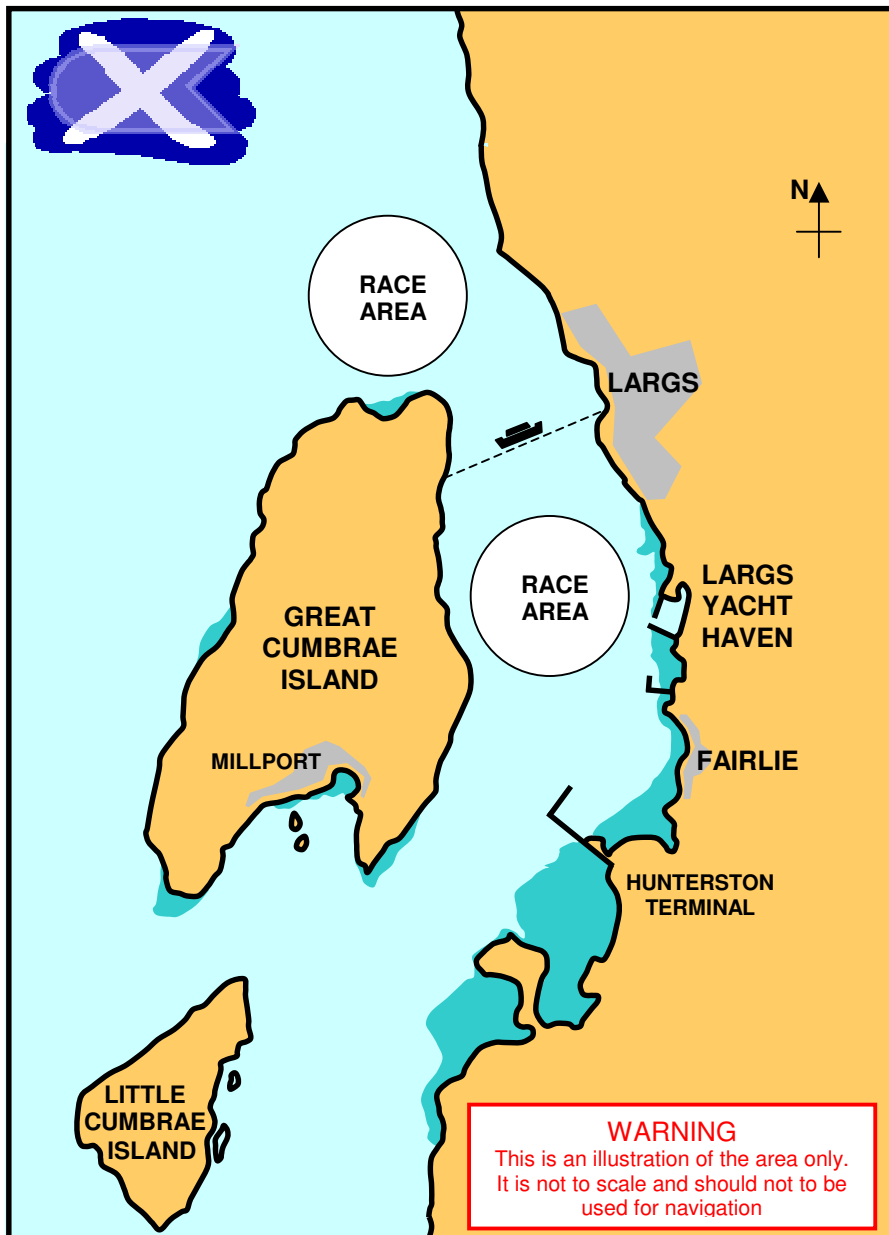 N
RACE
AREA
LARGS
RACE
AREA
LARGS
YACHT
HAVEN
GREAT
CUMBRAE
ISLAND
MILLPORT
FAIRLIE
HUNTERSTON
TERMINAL
LITTLE
CUMBRAE
ISLAND
WARNING
This is an illustration of the area only.
It is not to scale and should not to be
used for navigation